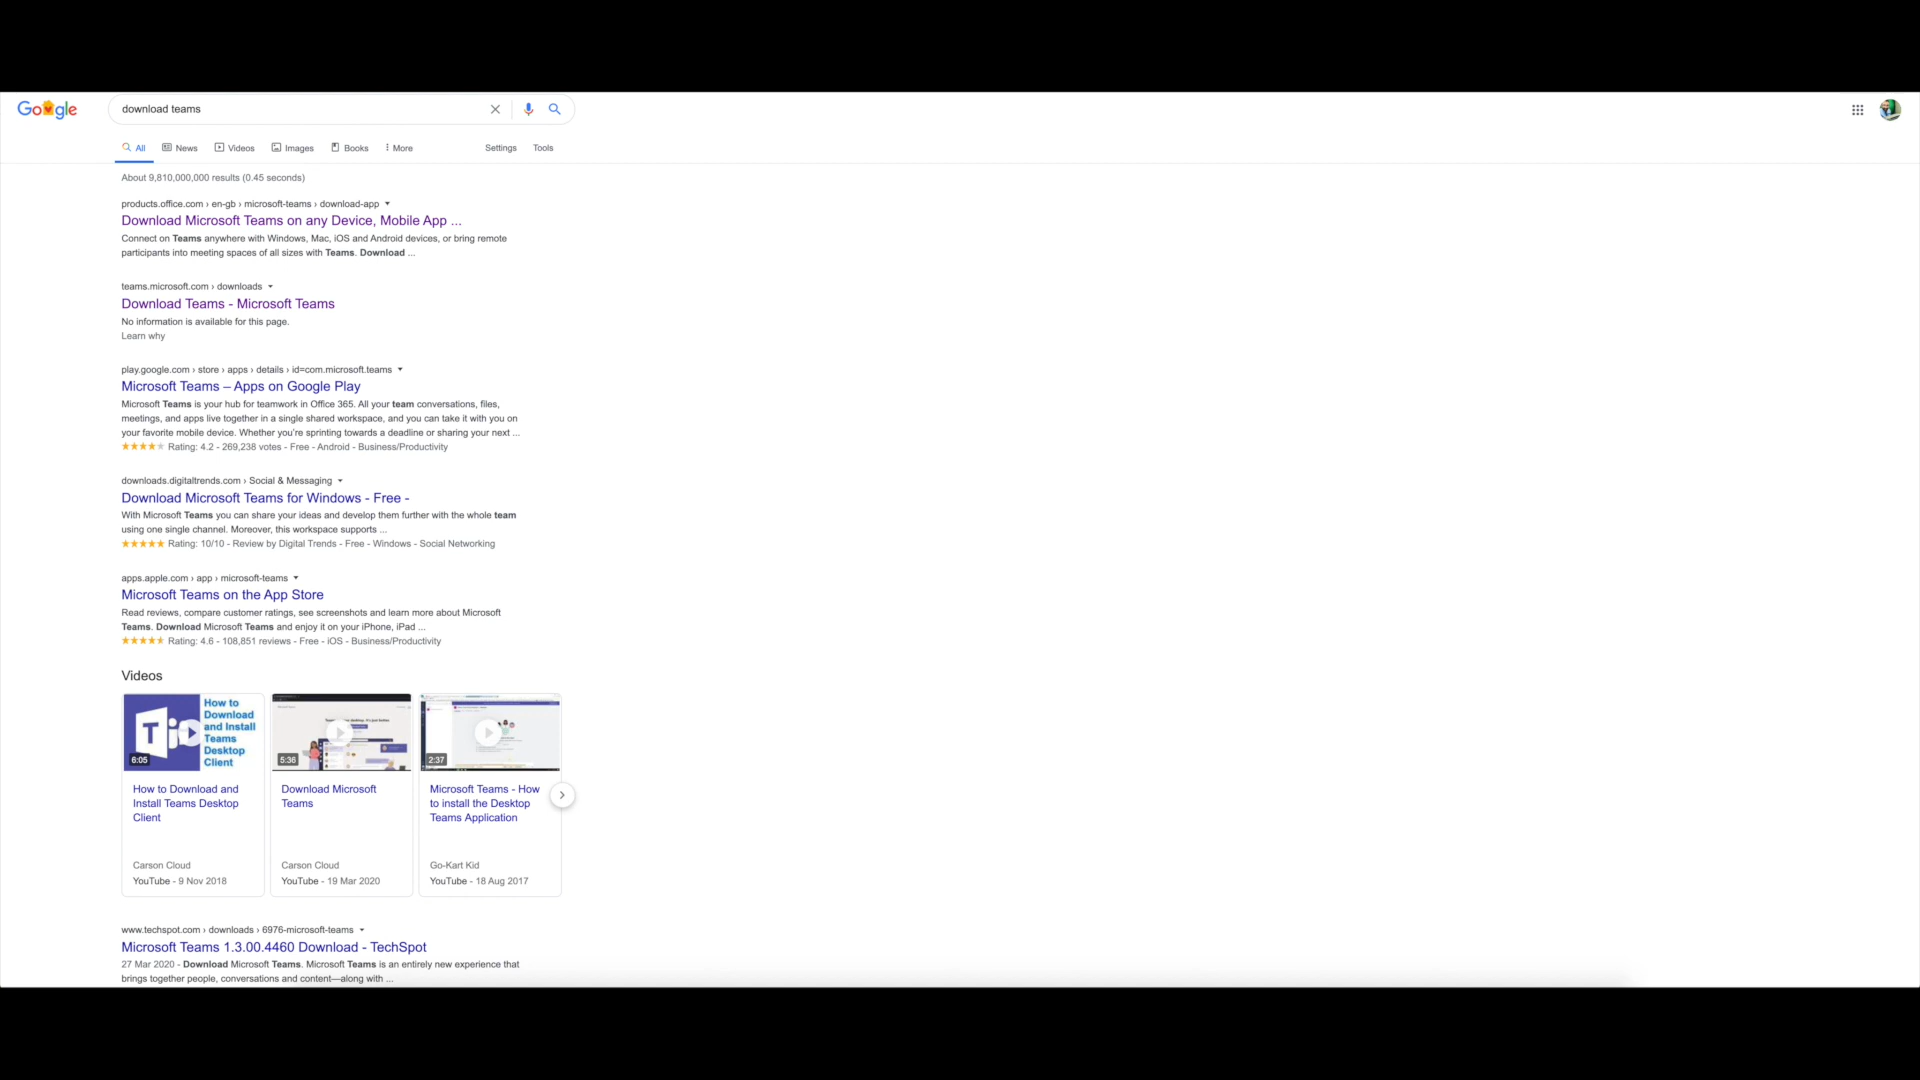 Google
download teams
All News Videos Images Books More Settings Tools
About 9,810,000,000 results (0.45 seconds)
products.office.com › en-gb › microsoft-teams › download-app
Download Microsoft Teams on any Device, Mobile App ...
Connect on Teams anywhere with Windows, Mac, iOS and Android devices, or bring remote
participants into meeting spaces of all sizes with Teams. Download ...
teams.microsoft.com › downloads
Download Teams - Microsoft Teams
No information is available for this page.
Learn why
play.google.com › store › apps › details › id=com.microsoft.teams
Microsoft Teams – Apps on Google Play
Microsoft Teams is your hub for teamwork in Office 365. All your team conversations, files,
meetings, and apps live together in a single shared workspace, and you can take it with you on
your favorite mobile device. Whether you're sprinting towards a deadline or sharing your next ...
Rating: 4.2 - 269,238 votes - Free - Android - Business/Productivity
downloads.digitaltrends.com › Social & Messaging
Download Microsoft Teams for Windows - Free -
With Microsoft Teams you can share your ideas and develop them further with the whole team
using one single channel. Moreover, this workspace supports ...
Rating: 10/10 - Review by Digital Trends - Free - Windows - Social Networking
apps.apple.com › app › microsoft-teams
Microsoft Teams on the App Store
Read reviews, compare customer ratings, see screenshots and learn more about Microsoft
Teams. Download Microsoft Teams and enjoy it on your iPhone, iPad ...
Rating: 4.6 - 108,851 reviews - Free - iOS - Business/Productivity
Videos
How to
Download
and Install
Teams
Desktop
Client
6:05
5:36
2:37
How to Download and
Install Teams Desktop
Client
Carson Cloud
YouTube - 9 Nov 2018
Download Microsoft
Teams
Carson Cloud
YouTube - 19 Mar 2020
Microsoft Teams - How
to install the Desktop
Teams Application
Go-Kart Kid
YouTube - 18 Aug 2017
www.techspot.com › downloads › 6976-microsoft-teams
Microsoft Teams 1.3.00.4460 Download - TechSpot
27 Mar 2020 - Download Microsoft Teams. Microsoft Teams is an entirely new experience that
brings together people, conversations and content—along with ...